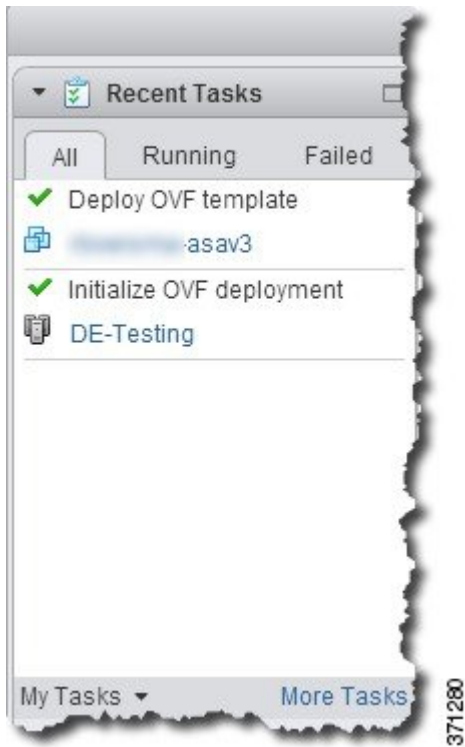 Recent Tasks
All Running Failed
Deploy OVF template
-asav3
Initialize OVF deployment
DE-Testing
My Tasks More Tasks
371280